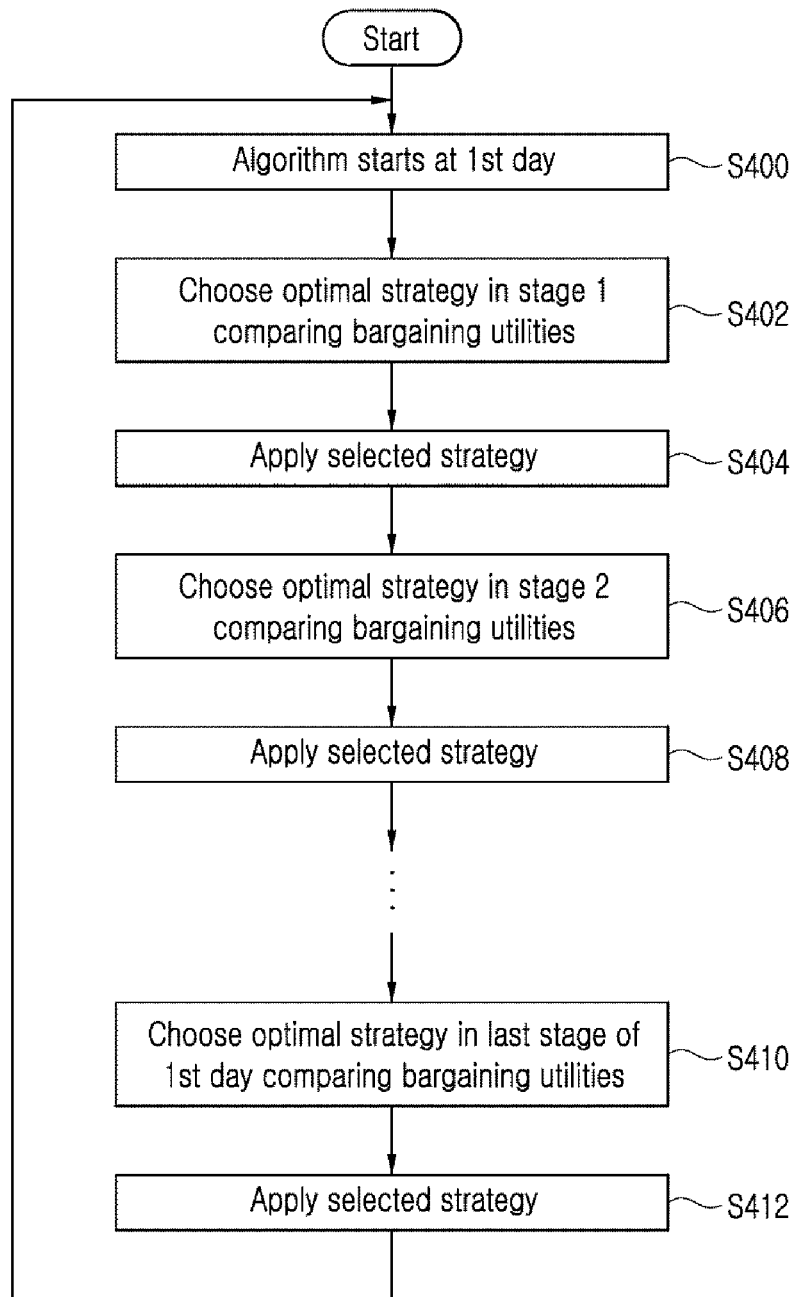 Start
Algorithm starts at 1st day
S400
Choose optimal strategy in stage 1
comparing bargaining utilities
S402
Apply selected strategy
S404
Choose optimal strategy in stage 2
comparing bargaining utilities
S406
Apply selected strategy
S408
Choose optimal strategy in last stage of
1st day comparing bargaining utilities
S410
Apply selected strategy
S412